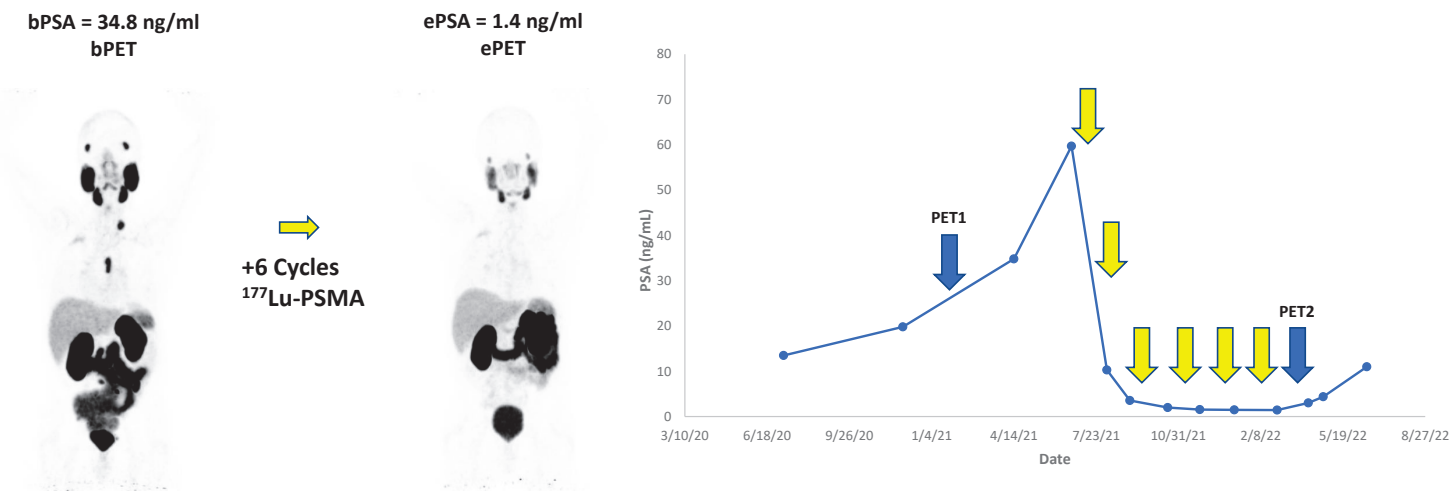 bPSA = 34.8 ng/ml
bPET
ePSA = 1.4 ng/ml
ePET
+6 Cycles
¹⁷⁷Lu-PSMA
80
70
60
50
40
30
20
10
0
PSA (ng/mL)
PET1
PET2
3/10/20
6/18/20
9/26/20
1/4/21
4/14/21
7/23/21
10/31/21
2/8/22
5/19/22
8/27/22
Date